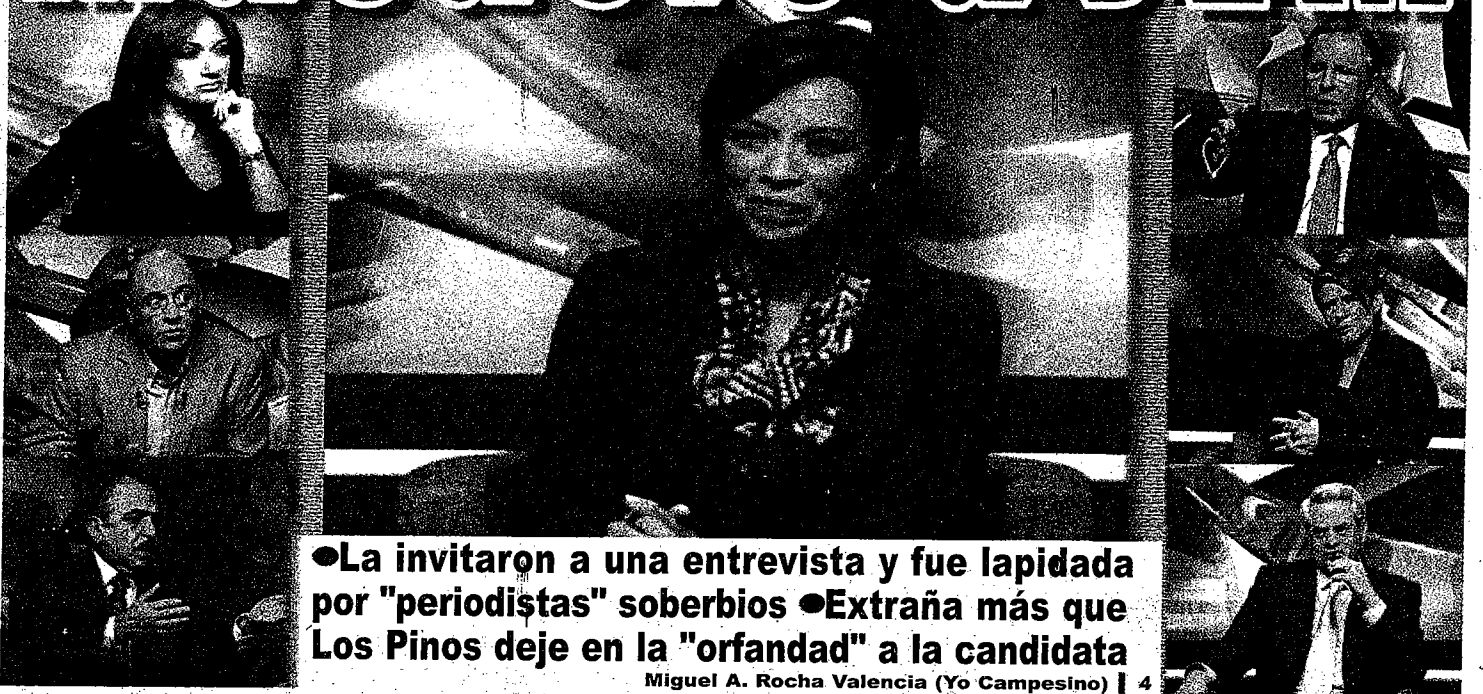 ●La invitaron a una entrevista y fue lapidada
por "periodistas" soberbios ●Extraña más que
Los Pinos deje en la "orfandad" a la candidata
Miguel A. Rocha Valencia (Yo Campesino) | 4